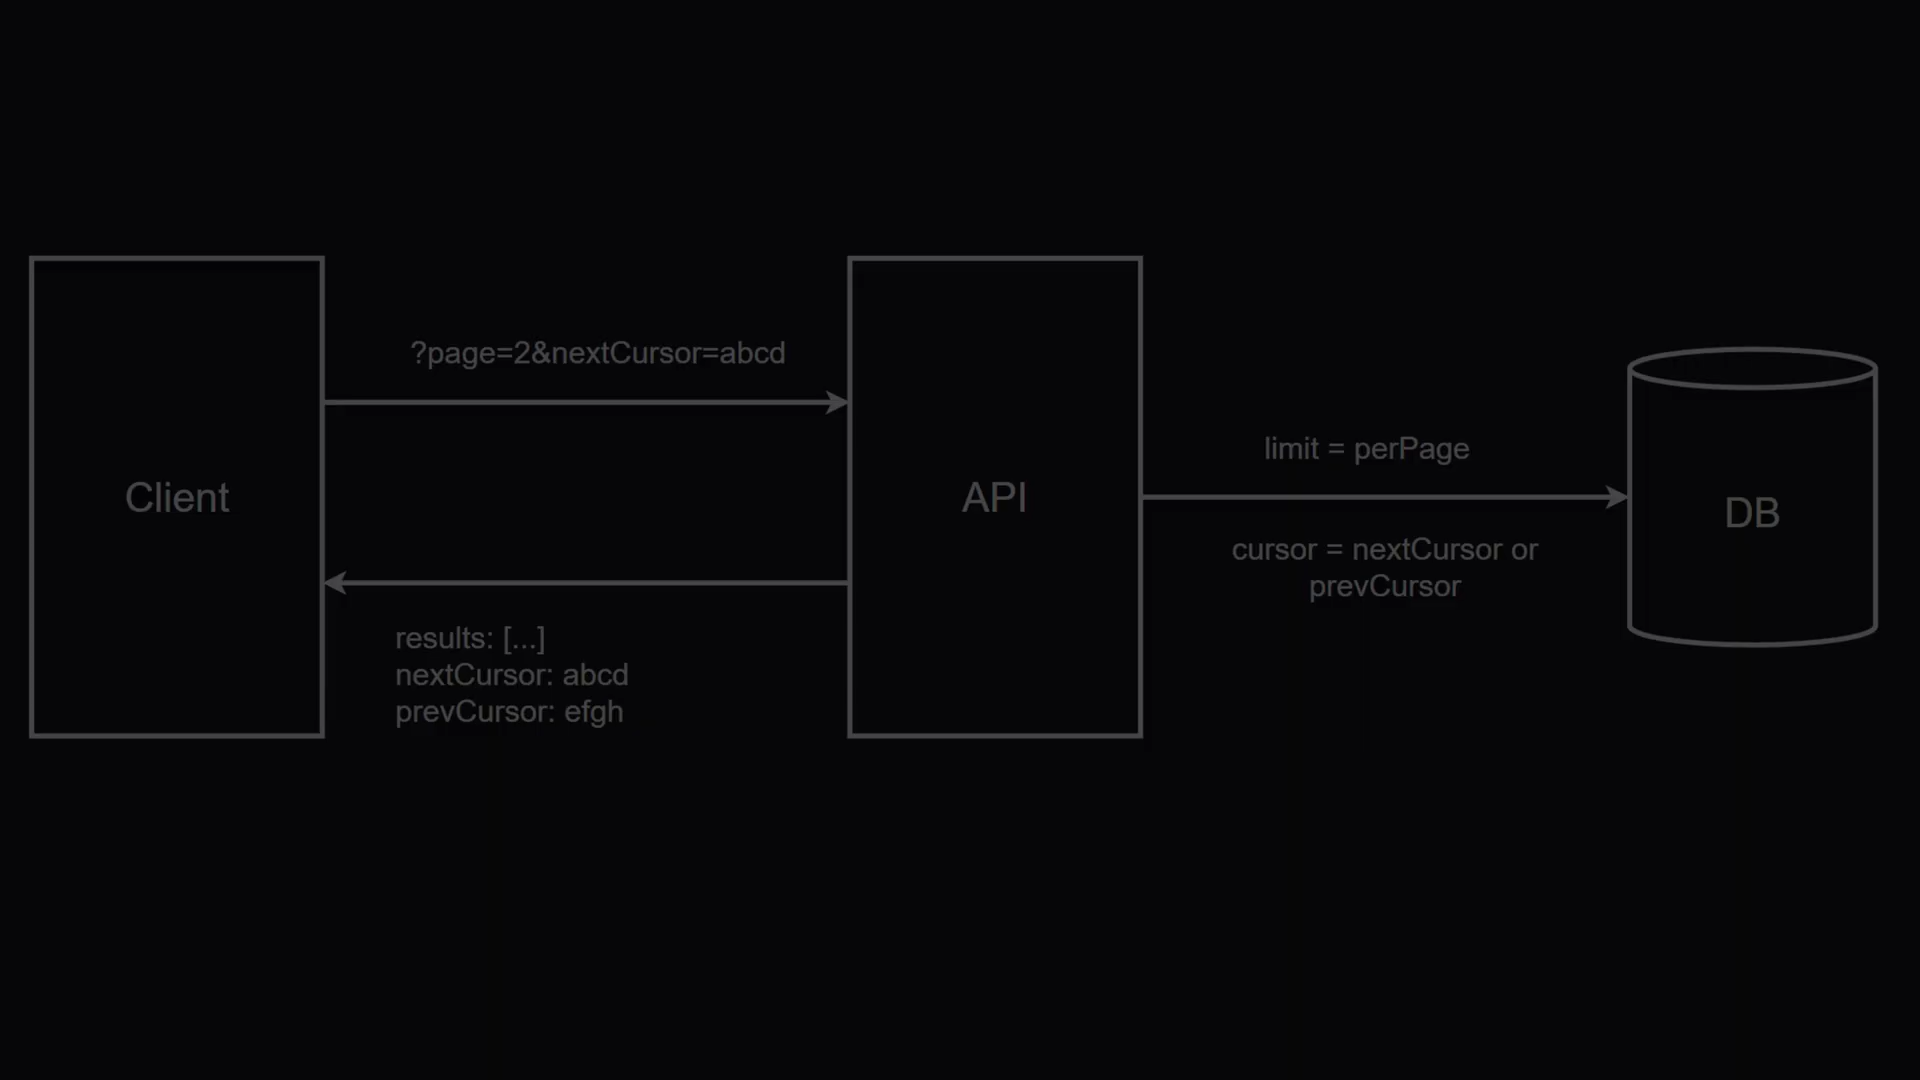 ?page=2&nextCursor=abcd
Client
API
limit = perPage
cursor = nextCursor or
prevCursor
DB
results: [...]
nextCursor: abcd
prevCursor: efgh